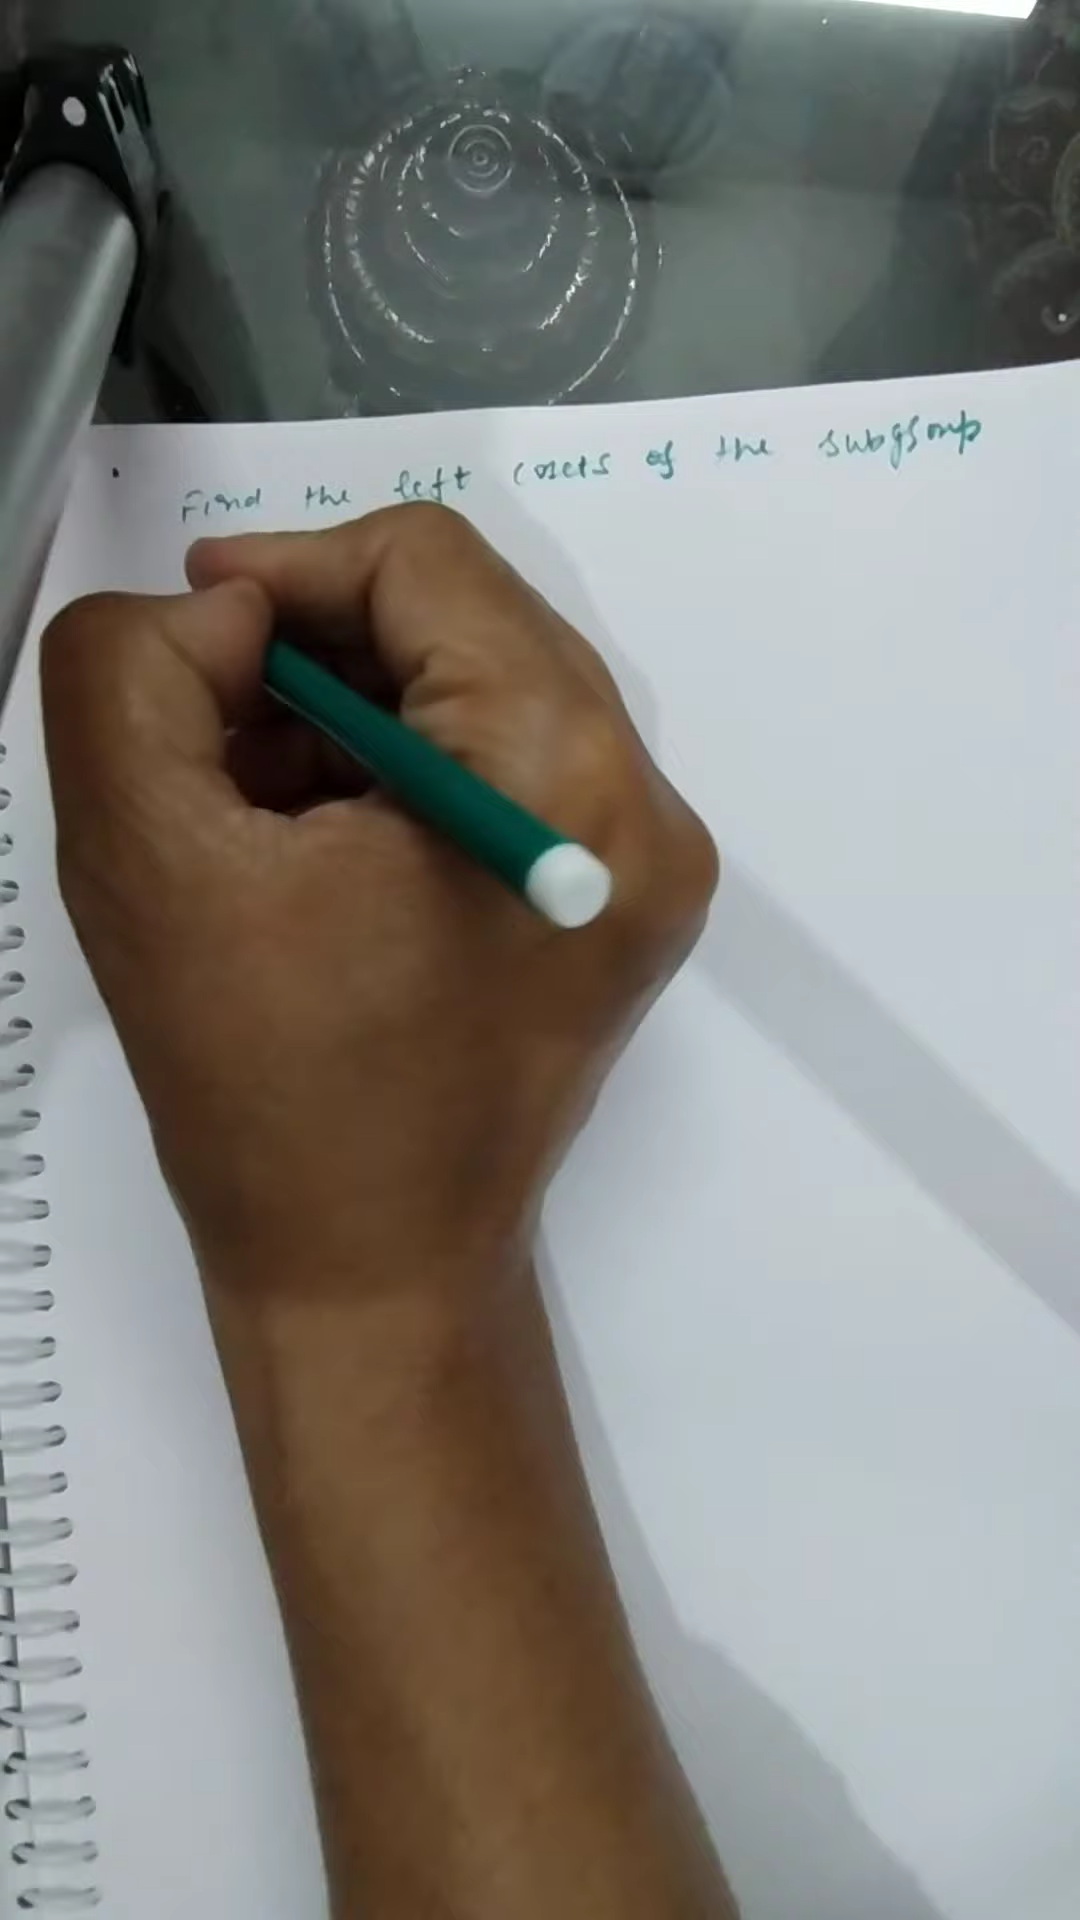 Find the left cosets of the subgroup